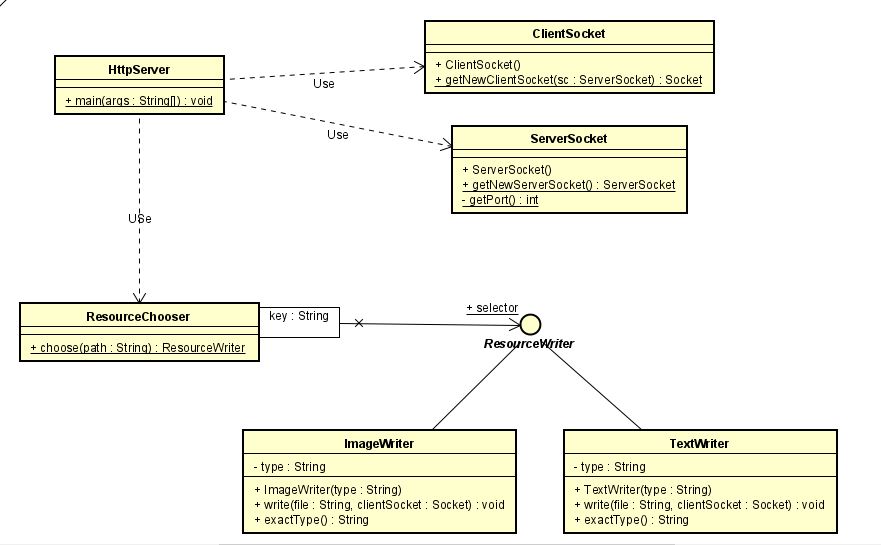 ClientSocket
+ ClientSocket()
+ getNewClientSocket(sc : ServerSocket) : Socket
HttpServer
+ main(args : String[]) : void
Use
Use
ServerSocket
+ ServerSocket()
+ getNewServerSocket() : ServerSocket
- getPort() : int
USe
ResourceChooser
+ choose(path : String) : ResourceWriter
key : String
+ selector
ResourceWriter
ImageWriter
- type : String
+ ImageWriter(type : String)
+ write(file : String, clientSocket : Socket) : void
+ exactType() : String
TextWriter
- type : String
+ TextWriter(type : String)
+ write(file : String, clientSocket : Socket) : void
+ exactType() : String